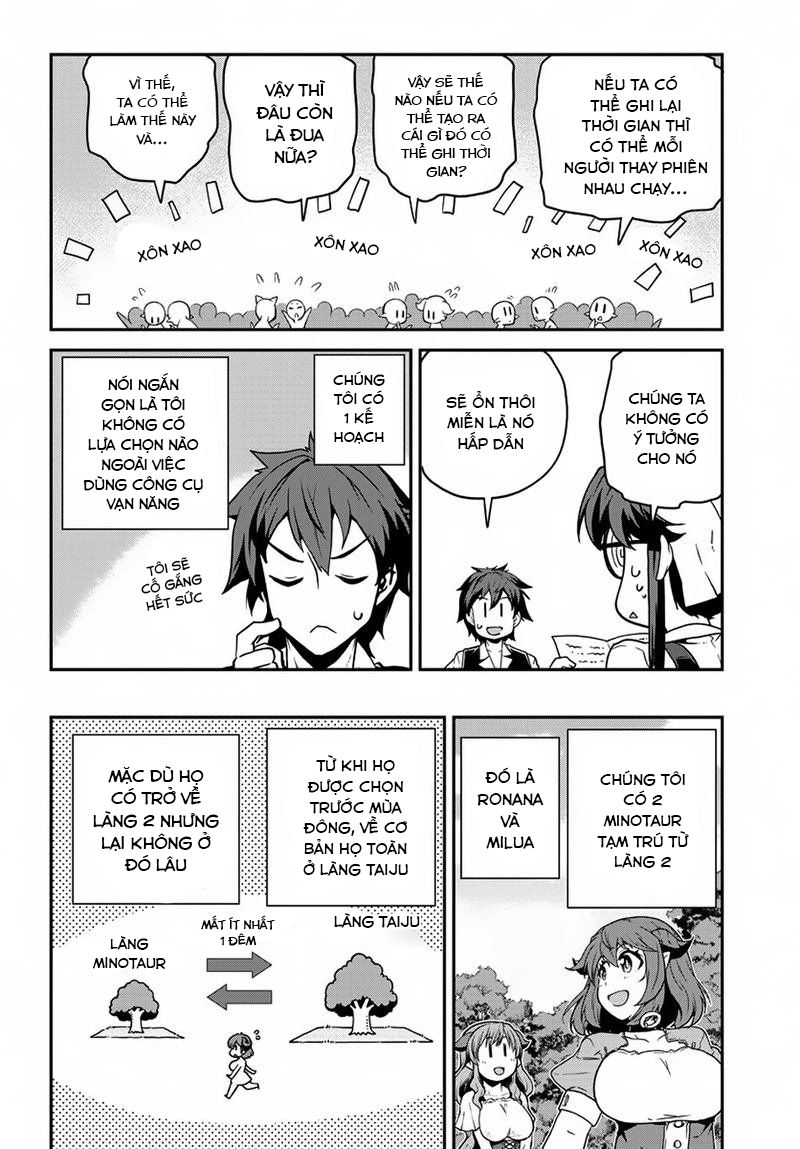 NẾU TA CÓ
THỂ GHI LẠI
THỜI GIAN THÌ
CÓ THỂ MỖI
NGƯỜI THAY PHIÊN
NHAU CHẠY...
VẬY SẼ THẾ
NÀO NẾU TA CÓ
THỂ TẠO RA
CÁI GÌ ĐÓ CÓ
THỂ GHI THỜI
GIAN?
VẬY THÌ
ĐÂU CÒN
LÀ ĐUA
NỮA?
VÌ THẾ,
TA CÓ THỂ
LÀM THẾ NÀY
VÀ...
XÔN XAO
XÔN XAO
XÔN XAO
XÔN XAO
CHÚNG TA
KHÔNG CÓ
Ý TƯỞNG
CHO NÓ
SẼ ỔN THÔI
MIỄN LÀ NÓ
HẤP DẪN
CHÚNG
TÔI CÓ
1 KẾ
HOẠCH
NÓI NGẮN
GỌN LÀ TÔI
KHÔNG CÓ
LỰA CHỌN NÀO
NGOÀI VIỆC
DÙNG CÔNG CỤ
VẠN NĂNG
TÔI SẼ
CỐ GẮNG
HẾT SỨC
CHÚNG TÔI
CÓ 2
MINOTAUR
TẠM TRÚ TỪ
LÀNG 2
ĐÓ LÀ
RONANA
VÀ
MILUA
TỪ KHI HỌ
ĐƯỢC CHỌN
TRƯỚC MÙA
ĐÔNG, VỀ CƠ
BẢN HỌ TOÀN
Ở LÀNG TAIJU
MẶC DÙ HỌ
CÓ TRỞ VỀ
LÀNG 2 NHƯNG
LẠI KHÔNG Ở
ĐÓ LÂU
LÀNG TAIJU
MẤT ÍT NHẤT
1 ĐÊM
LÀNG
MINOTAUR